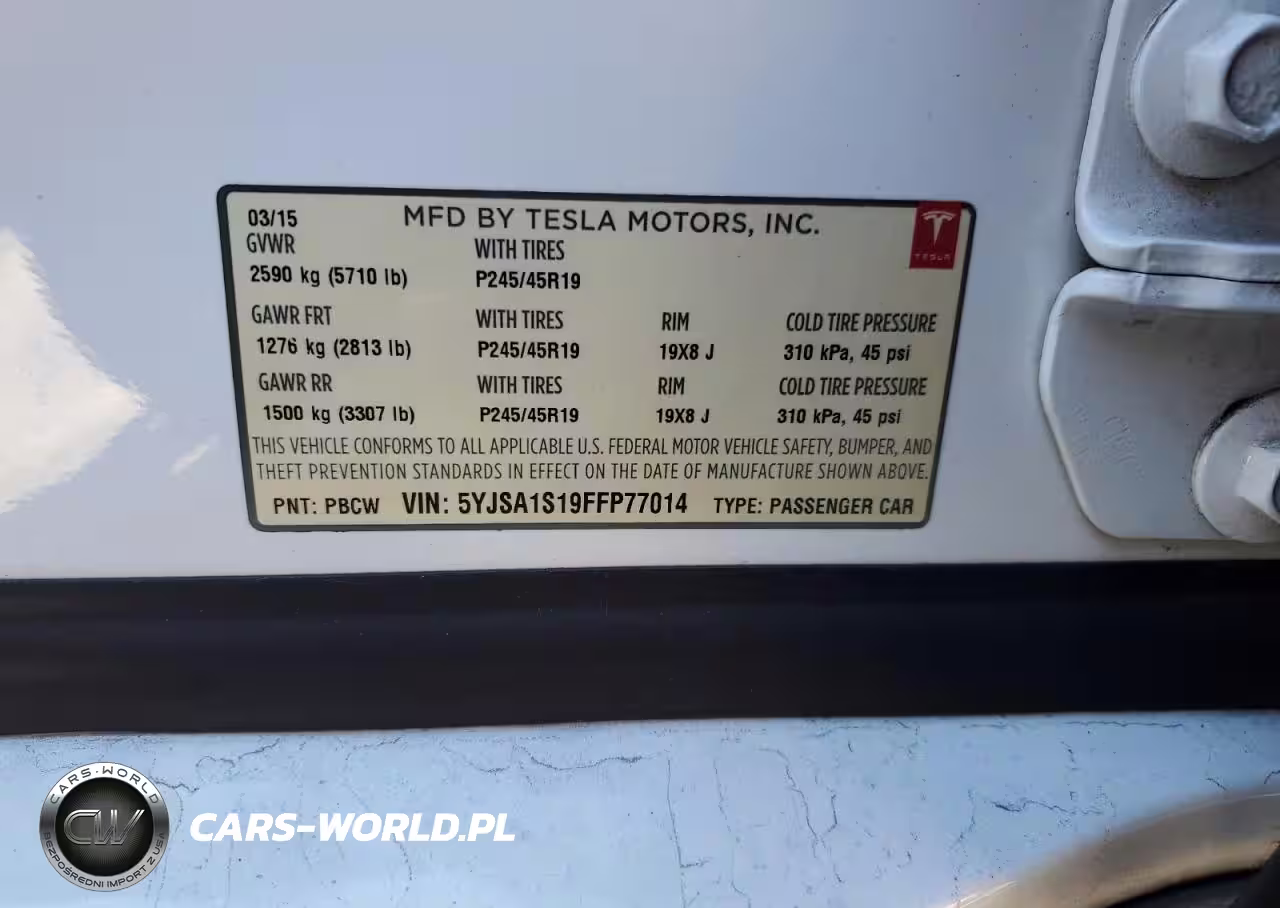 03/15 MFD BY TESLA MOTORS, INC.
TESLA
GVWR WITH TIRES
2590 kg (5710 lb) P245/45R19
GAWR FRT WITH TIRES RIM COLD TIRE PRESSURE
1276 kg (2813 lb) P245/45R19 19X8 J 310 kPa, 45 psi
GAWR RR WITH TIRES RIM COLD TIRE PRESSURE
1500 kg (3307 lb) P245/45R19 19X8 J 310 kPa, 45 psi
THIS VEHICLE CONFORMS TO ALL APPLICABLE U.S. FEDERAL MOTOR VEHICLE SAFETY, BUMPER, AND
THEFT PREVENTION STANDARDS IN EFFECT ON THE DATE OF MANUFACTURE SHOWN ABOVE.
PNT: PBCW VIN: 5YJSA1S19FFP77014 TYPE: PASSENGER CAR
CARS-WORLD
CW
BEZPOŚREDNI IMPORT Z USA
CARS-WORLD.PL